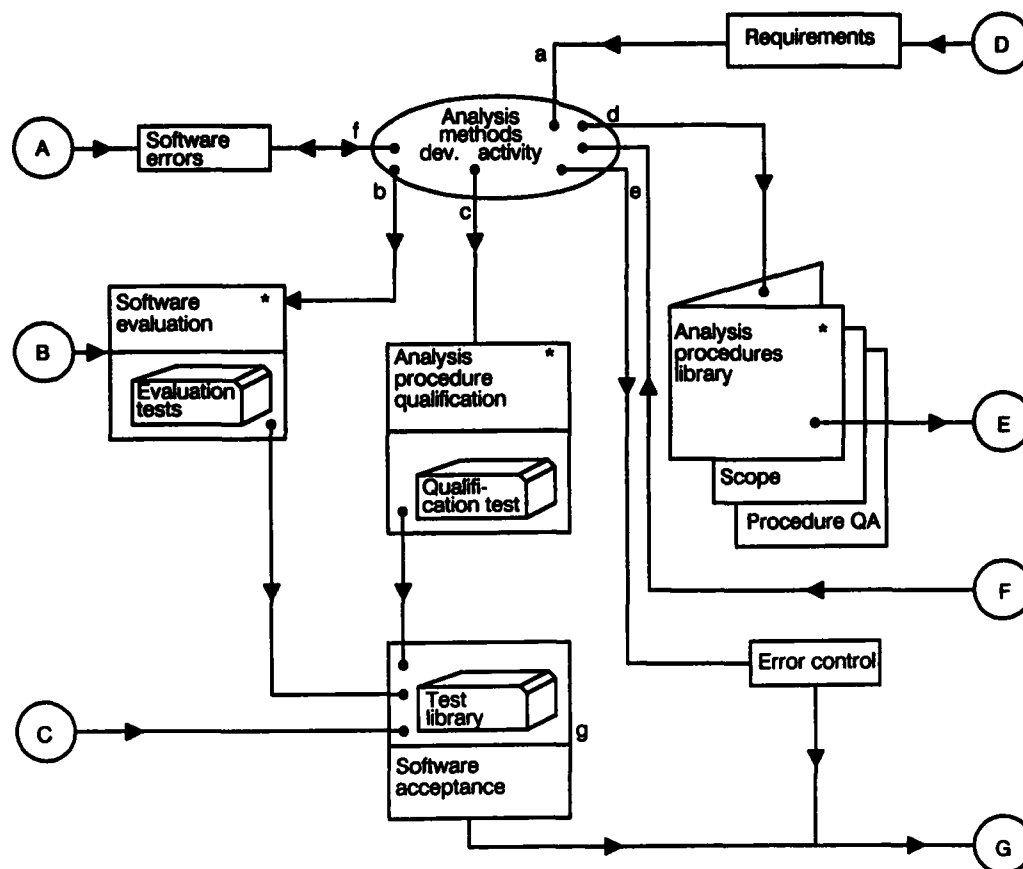 Requirements
D
a
A
Software
errors
f
Analysis
methods
dev. activity
d
b
c
e
Software *
evaluation
B
Evaluation
tests
Analysis *
procedure
qualification
Qualifi-
cation test
Analysis *
procedures
library
E
Scope
Procedure QA
F
Error control
C
Test
library
g
Software
acceptance
G